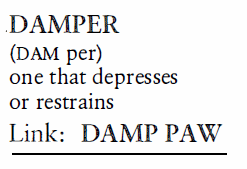 DAMPER
(DAM per)
one that depresses
or restrains
Link: DAMP PAW